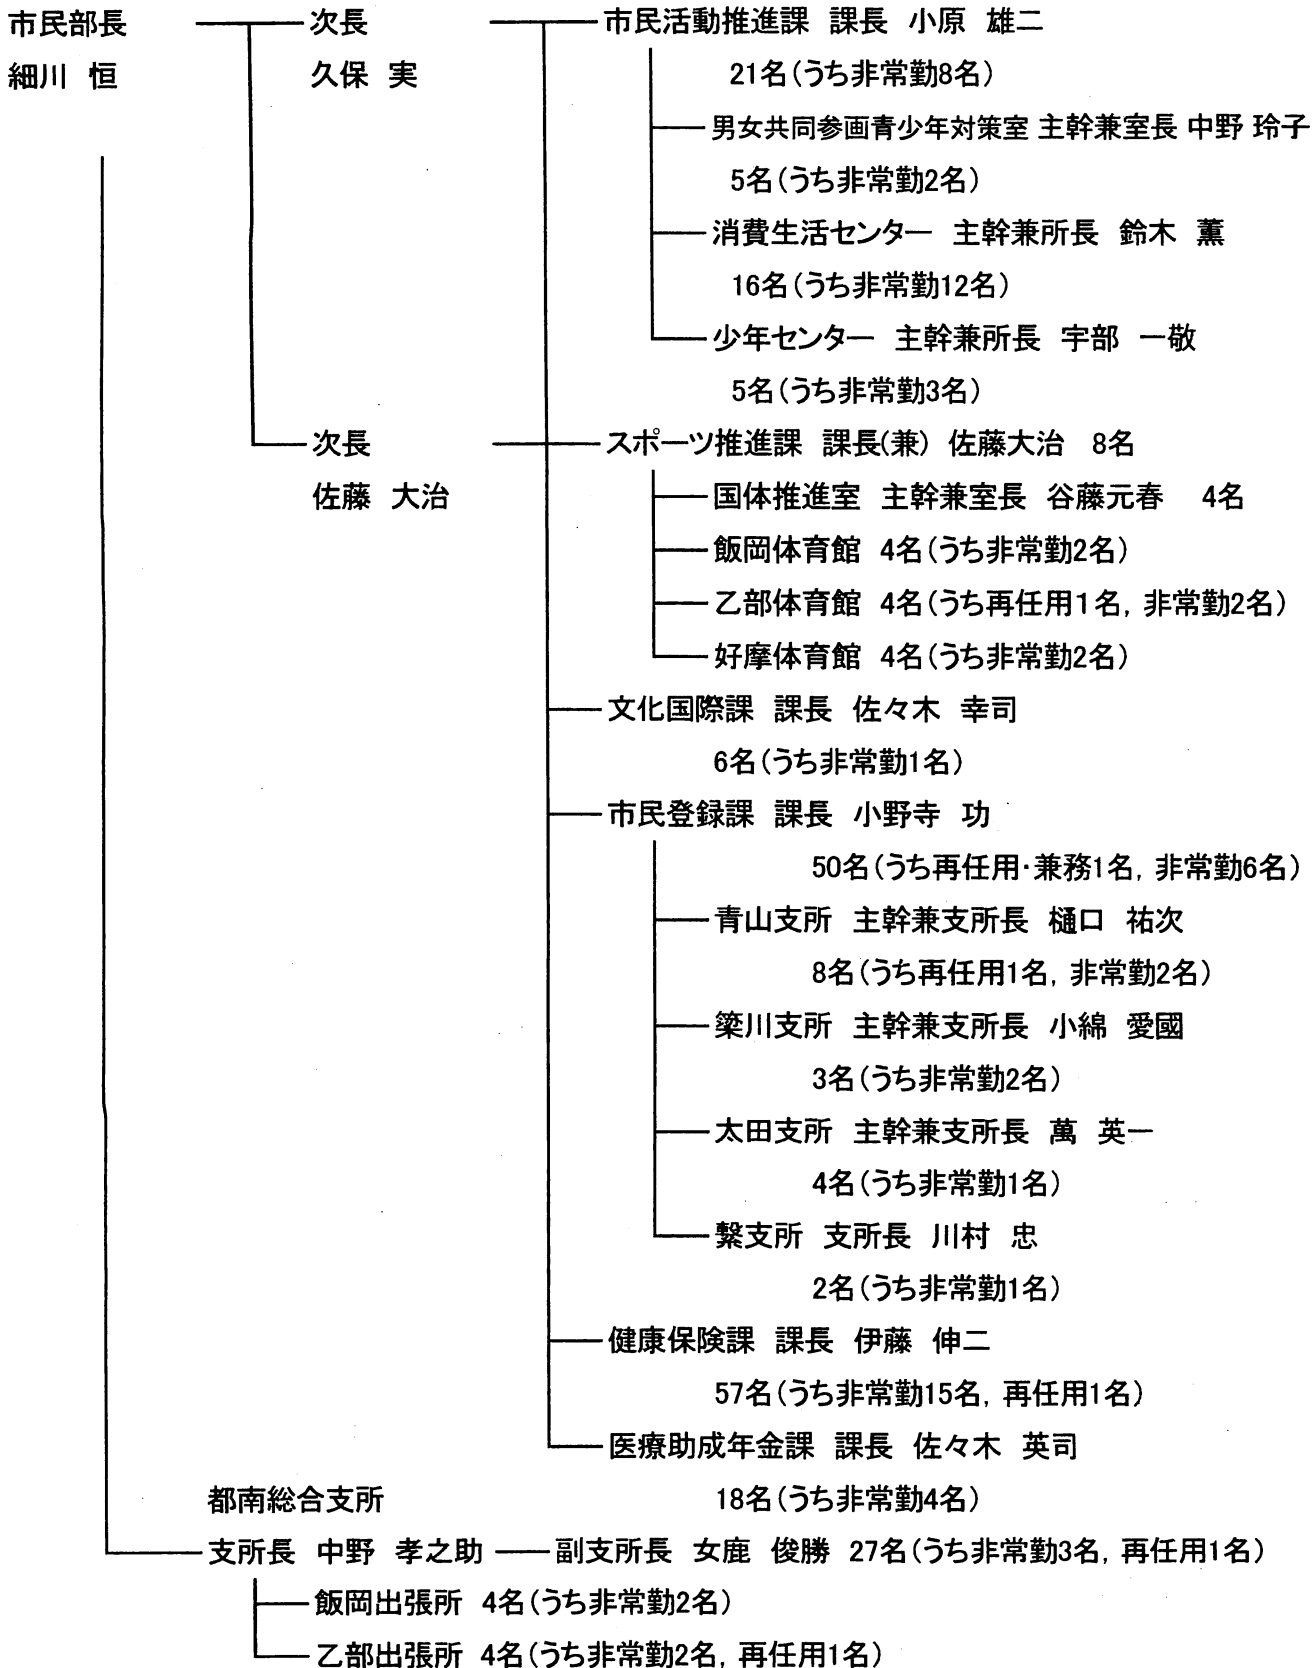 市民部長 次長 市民活動推進課 課長 小原 雄二
細川 恒 久保 実 21名(うち非常勤8名)
男女共同参画青少年対策室 主幹兼室長 中野 玲子
5名(うち非常勤2名)
消費生活センター 主幹兼所長 鈴木 薫
16名(うち非常勤12名)
少年センター 主幹兼所長 宇部 一敬
5名(うち非常勤3名)
次長 スポーツ推進課 課長(兼) 佐藤大治 8名
佐藤 大治 国体推進室 主幹兼室長 谷藤元春 4名
飯岡体育館 4名(うち非常勤2名)
乙部体育館 4名(うち再任用1名, 非常勤2名)
好摩体育館 4名(うち非常勤2名)
文化国際課 課長 佐々木 幸司
6名(うち非常勤1名)
市民登録課 課長 小野寺 功
50名(うち再任用・兼務1名, 非常勤6名)
青山支所 主幹兼支所長 樋口 祐次
8名(うち再任用1名, 非常勤2名)
簗川支所 主幹兼支所長 小綿 愛國
3名(うち非常勤2名)
太田支所 主幹兼支所長 萬 英一
4名(うち非常勤1名)
繋支所 支所長 川村 忠
2名(うち非常勤1名)
健康保険課 課長 伊藤 伸二
57名(うち非常勤15名, 再任用1名)
医療助成年金課 課長 佐々木 英司
都南総合支所 18名(うち非常勤4名)
支所長 中野 孝之助 副支所長 女鹿 俊勝 27名(うち非常勤3名, 再任用1名)
飯岡出張所 4名(うち非常勤2名)
乙部出張所 4名(うち非常勤2名, 再任用1名)